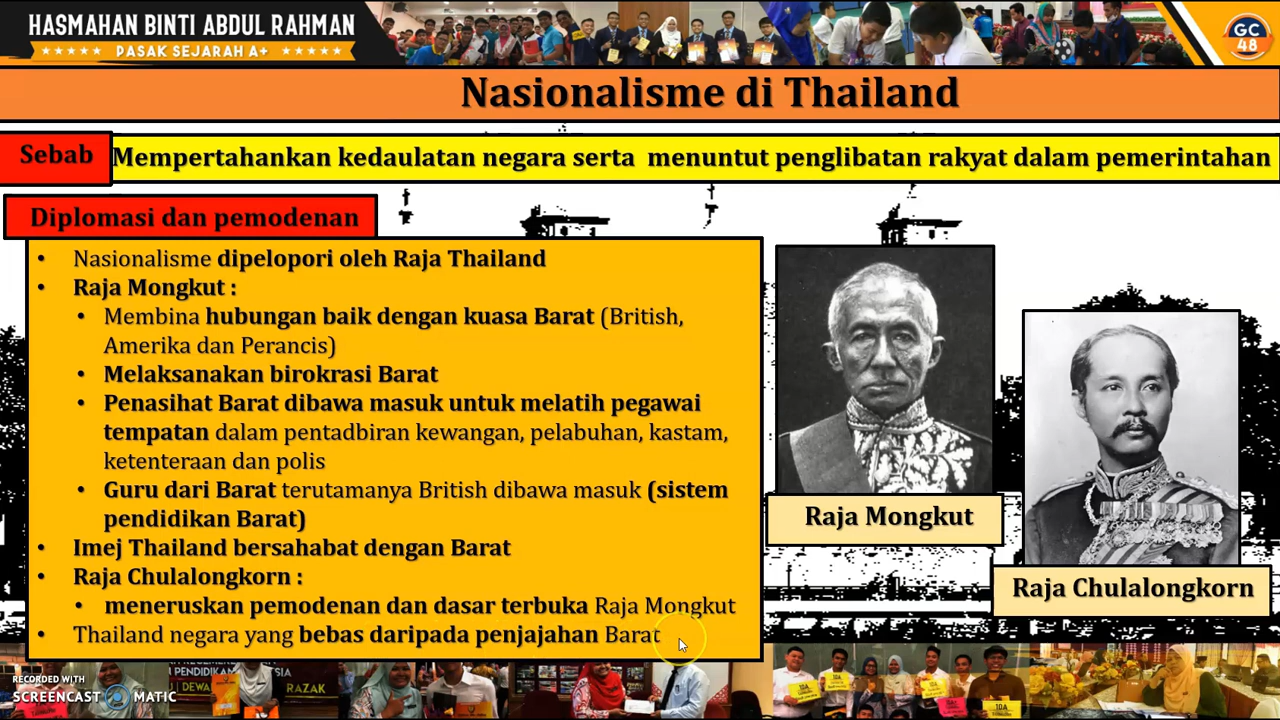 HASMAHAN BINTI ABDUL RAHMAN
PASAK SEJARAH A+
GC
48
Nasionalisme di Thailand
Sebab
Mempertahankan kedaulatan negara serta menuntut penglibatan rakyat dalam pemerintahan
Diplomasi dan pemodenan
• Nasionalisme dipelopori oleh Raja Thailand
• Raja Mongkut :
• Membina hubungan baik dengan kuasa Barat (British,
Amerika dan Perancis)
• Melaksanakan birokrasi Barat
• Penasihat Barat dibawa masuk untuk melatih pegawai
tempatan dalam pentadbiran kewangan, pelabuhan, kastam,
ketenteraan dan polis
• Guru dari Barat terutamanya British dibawa masuk (sistem
pendidikan Barat)
• Imej Thailand bersahabat dengan Barat
• Raja Chulalongkorn :
• meneruskan pemodenan dan dasar terbuka Raja Mongkut
• Thailand negara yang bebas daripada penjajahan Barat
Raja Mongkut
Raja Chulalongkorn
RECORDED WITH
SCREENCAST MATIC
RAZAK